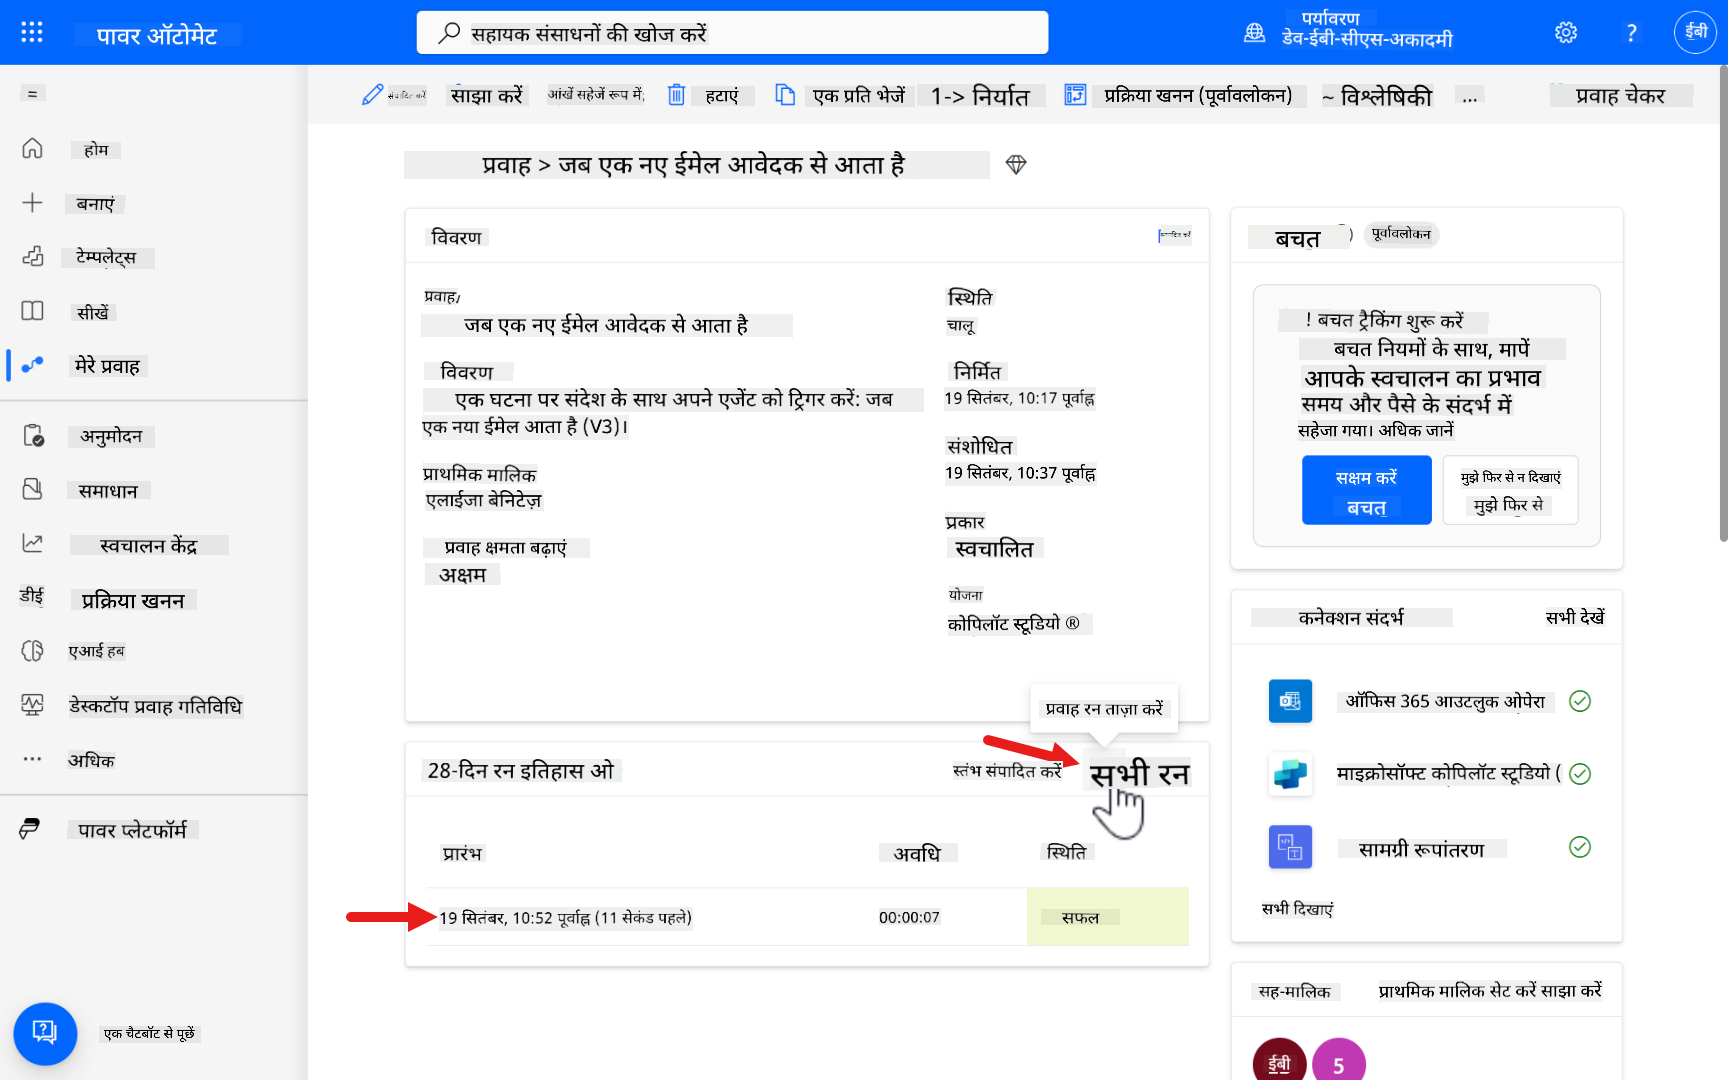 पावर ऑटोमेट
सहायक संसाधनों की खोज करें
पर्यावरण
डेव-ईबी-सीएस-अकादमी
?
ईबी
=
संपादित करें
साझा करें
आंखें सहेजें रूप में;
हटाएं
एक प्रति भेजें
1-> निर्यात
प्रक्रिया खनन (पूर्वावलोकन)
~ विश्लेषिकी
...
प्रवाह चेकर
होम
बनाएं
टेम्पलेट्स
सीखें
मेरे प्रवाह
अनुमोदन
समाधान
स्वचालन केंद्र
डीई
प्रक्रिया खनन
एआई हब
डेस्कटॉप प्रवाह गतिविधि
अधिक
पावर प्लेटफॉर्म
एक चैटबॉट से पूछें
प्रवाह > जब एक नए ईमेल आवेदक से आता है
विवरण
संपादित करें
प्रवाह,
जब एक नए ईमेल आवेदक से आता है
विवरण
एक घटना पर संदेश के साथ अपने एजेंट को ट्रिगर करें: जब
एक नया ईमेल आता है (V3)।
प्राथमिक मालिक
एलाईजा बेनिटेज़
प्रवाह क्षमता बढ़ाएं
अक्षम
स्थिति
चालू
निर्मित
19 सितंबर, 10:17 पूर्वाह्न
संशोधित
19 सितंबर, 10:37 पूर्वाह्न
प्रकार
स्वचालित
योजना
कोपिलॉट स्टूडियो ®
प्रवाह रन ताज़ा करें
28-दिन रन इतिहास ओ
स्तंभ संपादित करें
सभी रन
प्रारंभ
अवधि
स्थिति
19 सितंबर, 10:52 पूर्वाह्न (11 सेकंड पहले)
00:00:07
सफल
बचत
पूर्वावलोकन
! बचत ट्रैकिंग शुरू करें
बचत नियमों के साथ, मापें
आपके स्वचालन का प्रभाव
समय और पैसे के संदर्भ में
सहेजा गया। अधिक जानें
सक्षम करें
बचत
मुझे फिर से न दिखाएं
मुझे फिर से
कनेक्शन संदर्भ
सभी देखें
ऑफिस 365 आउटलुक ओपेरा
माइक्रोसॉफ्ट कोपिलॉट स्टूडियो (
सामग्री रूपांतरण
सभी दिखाएं
सह-मालिक
प्राथमिक मालिक सेट करें साझा करें
ईबी
5